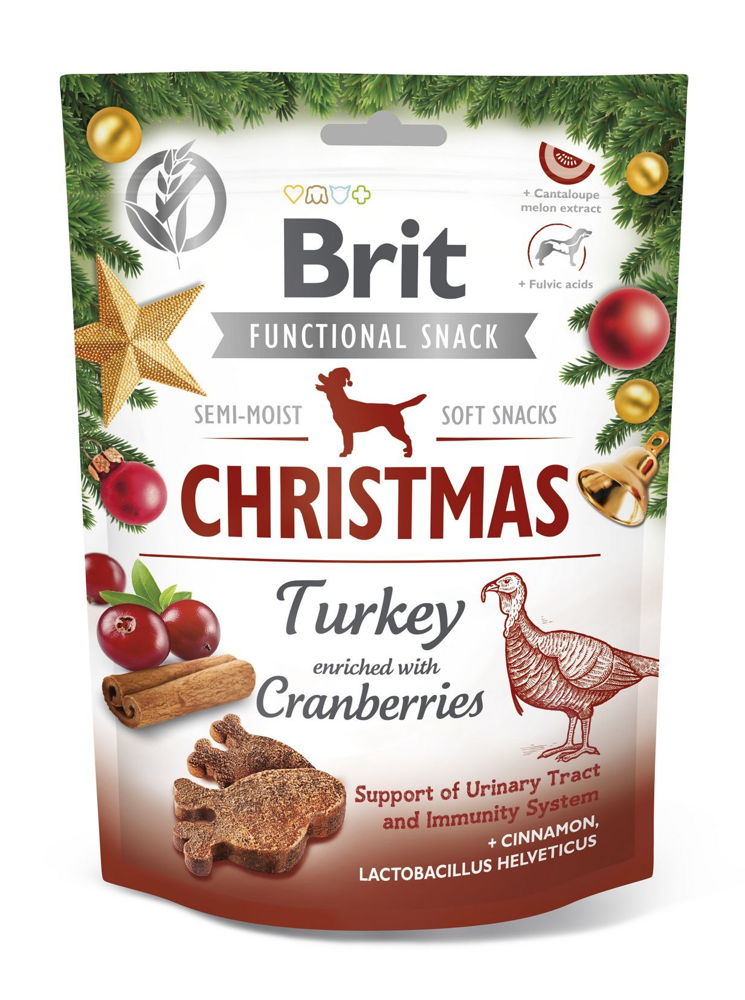 + Cantaloupe
melon extract
Brit
+ Fulvic acids
FUNCTIONAL SNACK
SEMI-MOIST SOFT SNACKS
CHRISTMAS
Turkey
enriched with
Cranberries
Support of Urinary Tract
and Immunity System
+ CINNAMON,
LACTOBACILLUS HELVETICUS